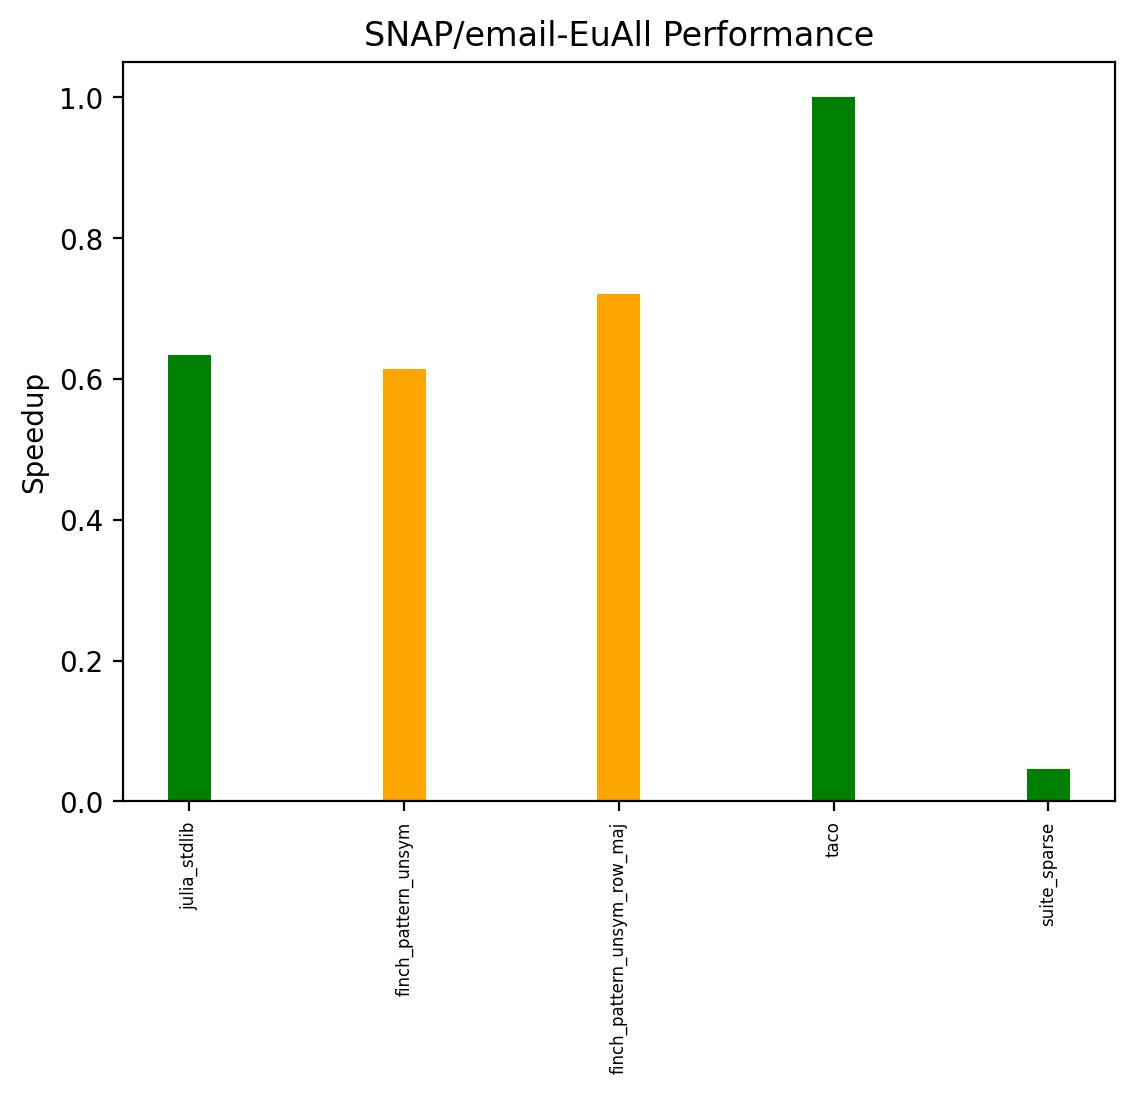 SNAP/email-EuAll Performance
Speedup
1.0
0.8
0.6
0.4
0.2
0.0
julia_stdlib
finch_pattern_unsym
finch_pattern_unsym_row_maj
taco
suite_sparse